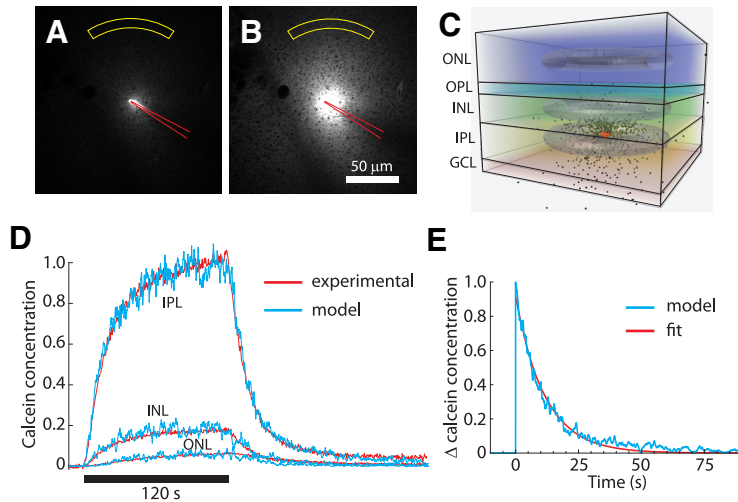 A
B
50 μm
C
ONL
OPL
INL
IPL
GCL
D
Calcein concentration
1.0
0.8
0.6
0.4
0.2
0
IPL
INL
ONL
experimental
model
120 s
E
Δ calcein concentration
1.0
0.8
0.6
0.4
0.2
0
model
fit
0 25 50 75
Time (s)